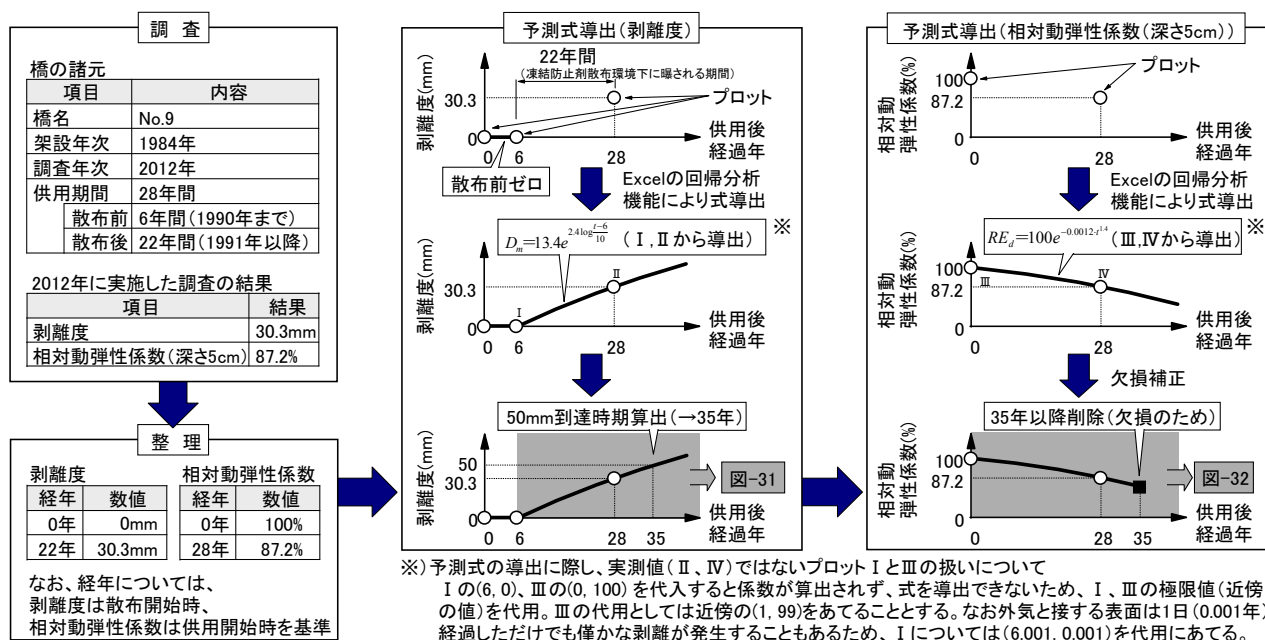 調 査
橋の諸元
項目 内容
橋名 No.9
架設年次 1984年
調査年次 2012年
供用期間 28年間
散布前 6年間(1990年まで)
散布後 22年間(1991年以降)
2012年に実施した調査の結果
項目 結果
剥離度 30.3mm
相対動弾性係数(深さ5cm) 87.2%
整 理
剥離度
経年 数値
0年 0mm
22年 30.3mm
相対動弾性係数
経年 数値
0年 100%
28年 87.2%
なお、経年については、
剥離度は散布開始時、
相対動弾性係数は供用開始時を基準
予測式導出(剥離度)
22年間
(凍結防止剤散布環境下に曝される期間)
剥離度(mm)
30.3
0
プロット
供用後
経過年
0 6 28
散布前ゼロ
Excelの回帰分析
機能により式導出
D_m=13.4e^{2.4log\frac{t-6}{10}} (Ⅰ,Ⅱから導出)
※
剥離度(mm)
30.3
0
Ⅰ
Ⅱ
供用後
経過年
0 6 28
50mm到達時期算出(→35年)
剥離度(mm)
50
30.3
0
図-31
供用後
経過年
0 6 28 35
予測式導出(相対動弾性係数(深さ5cm))
相対動
弾性係数(%)
100
87.2
0
プロット
供用後
経過年
0 28
Excelの回帰分析
機能により式導出
RE_d=100e^{-0.0012·t^{1.4}} (Ⅲ,Ⅳから導出)
※
相対動
弾性係数(%)
100
87.2
0
Ⅲ
Ⅳ
供用後
経過年
0 28
欠損補正
35年以降削除(欠損のため)
相対動
弾性係数(%)
100
87.2
0
図-32
供用後
経過年
0 28 35
※)予測式の導出に際し、実測値(Ⅱ、Ⅳ)ではないプロットⅠとⅢの扱いについて
Ⅰの(6, 0)、Ⅲの(0, 100)を代入すると係数が算出されず、式を導出できないため、Ⅰ、Ⅲの極限値(近傍
の値)を代用。Ⅲの代用としては近傍の(1, 99)をあてることとする。なお外気と接する表面は1日(0.001年)
経過しただけでも僅かな剥離が発生することもあるため、Ⅰについては(6.001, 0.001)を代用にあてる。